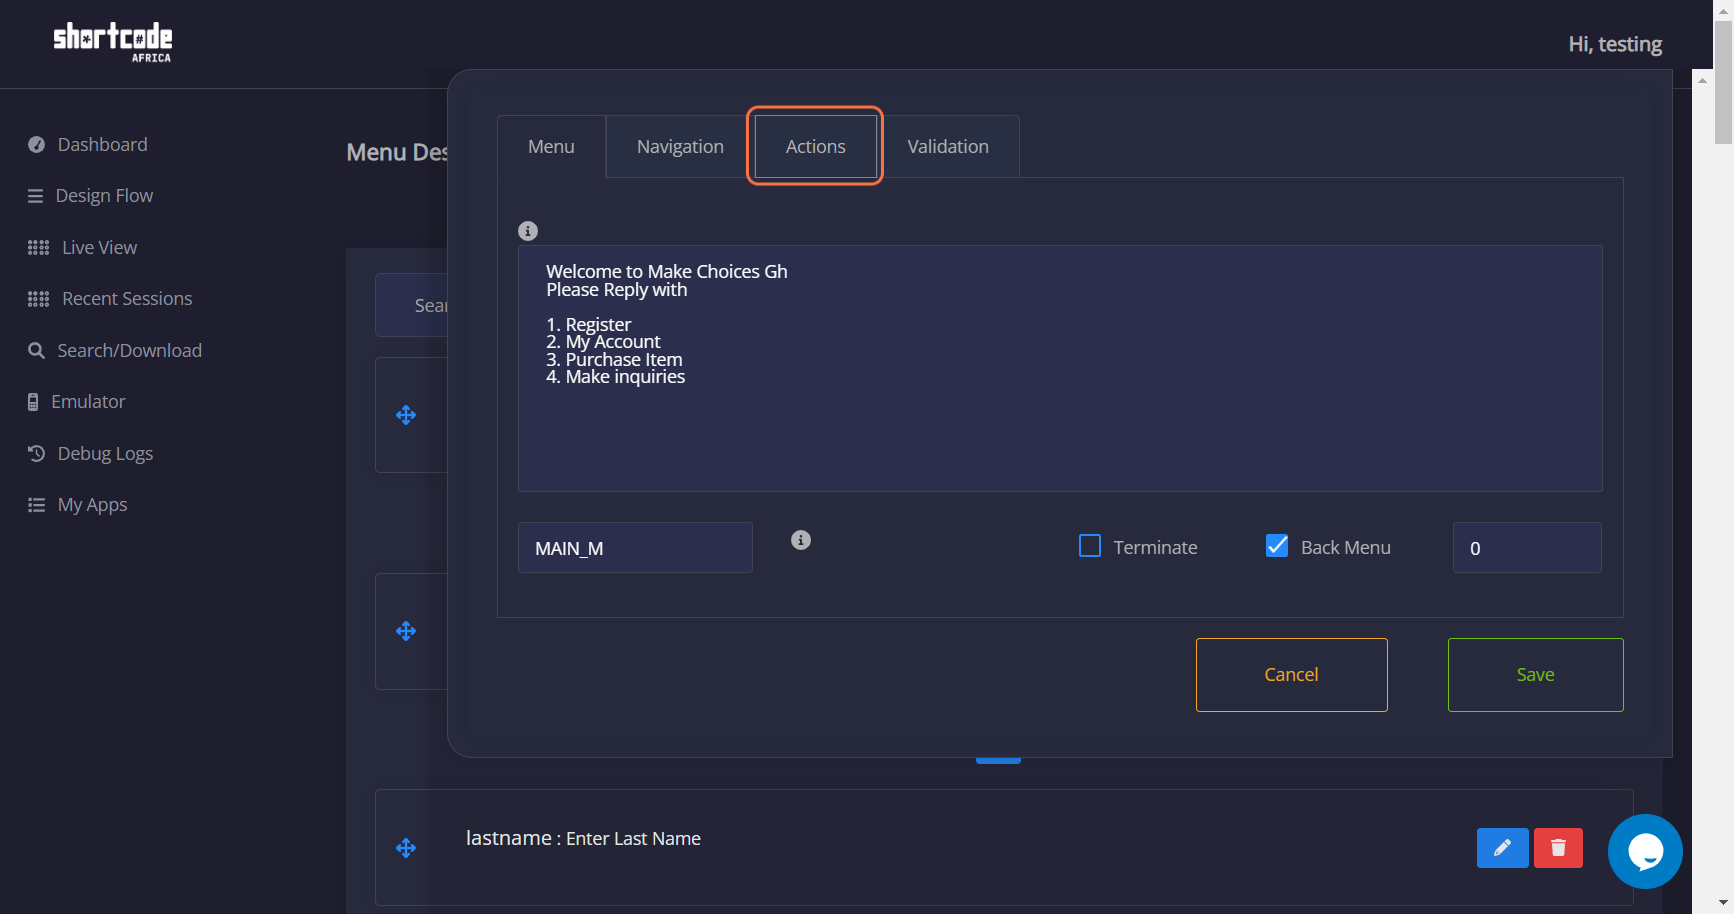 shortcode
AFRICA
Hi, testing
Dashboard
Design Flow
Live View
Recent Sessions
Search/Download
Emulator
Debug Logs
My Apps
Menu Des
Sear
Menu
Navigation
Actions
Validation
Welcome to Make Choices Gh
Please Reply with
1. Register
2. My Account
3. Purchase Item
4. Make inquiries
MAIN_M
Terminate
Back Menu
0
Cancel
Save
lastname : Enter Last Name